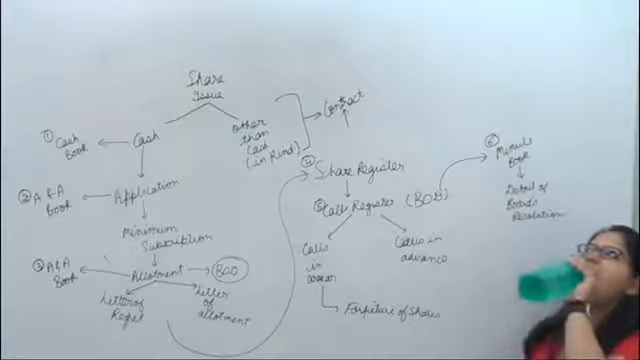 Share
Issue
① Cash
Book
Cash
other
than
Cash
(in Kind)
Contract
② A & A
Book
Application
Minimum
Subscription
③ A&A
Book
Allotment
BOD
Letter of
Regret
Letter
of
allotment
④
Share Register
⑤ Calls Register (BOD)
Calls
in
arrear
Calls in
advance
Forfeiture of Shares
⑥
Minute
Book
Detail of
Board's
Resolution